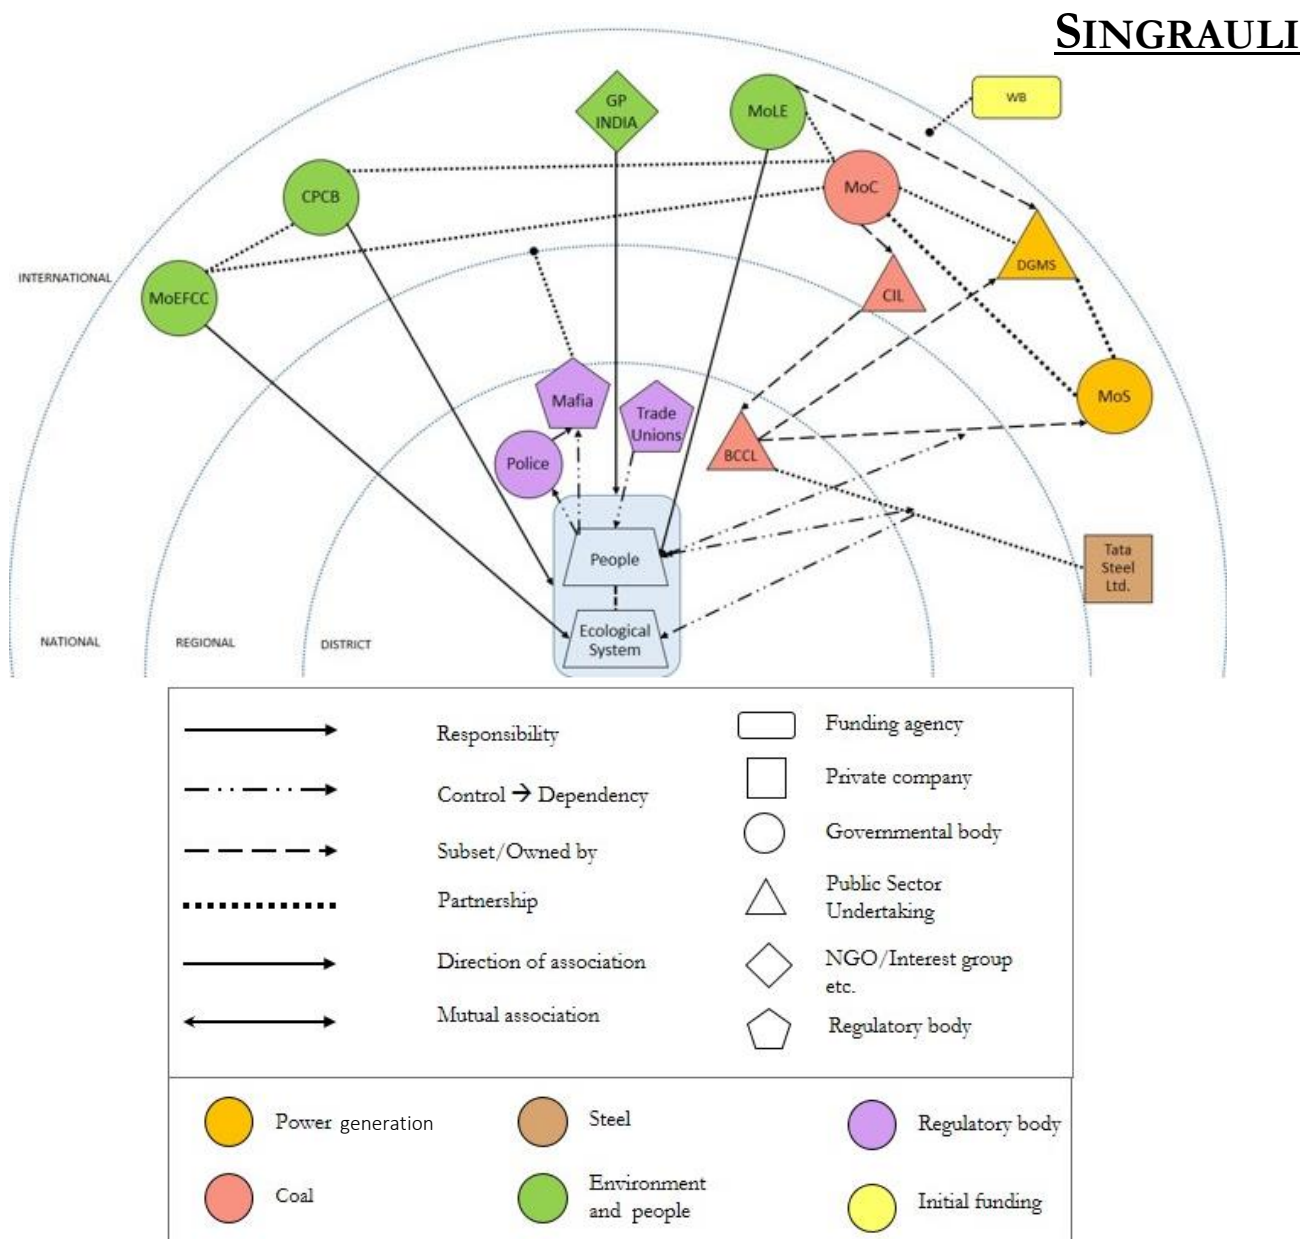 SINGRAULI
GP
INDIA
MoLE
WB
CPCB
MoC
DGMS
INTERNATIONAL
MoEFCC
CIL
Mafia
Trade
Unions
MoS
Police
BCCL
People
Tata
Steel
Ltd.
Ecological
System
NATIONAL
REGIONAL
DISTRICT
Responsibility
Control → Dependency
Subset/Owned by
Partnership
Direction of association
Mutual association
Funding agency
Private company
Governmental body
Public Sector
Undertaking
NGO/Interest group
etc.
Regulatory body
Power generation
Steel
Regulatory body
Coal
Environment
and people
Initial funding